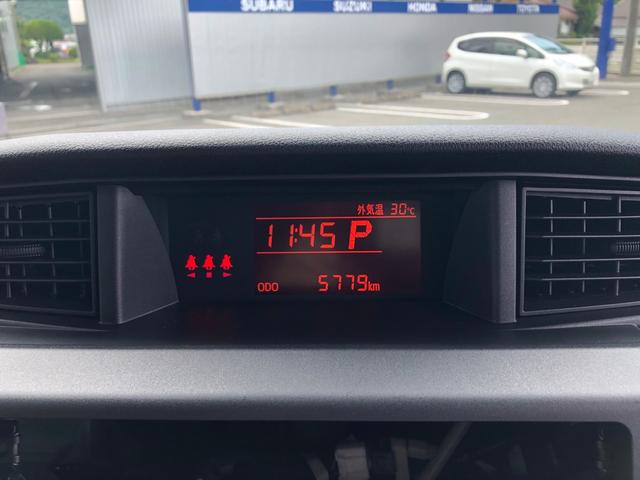 SUBARU SUZUKI HONDA NISSAN TOYOTA
外気温 30℃
11:45 P
ODO 5779km